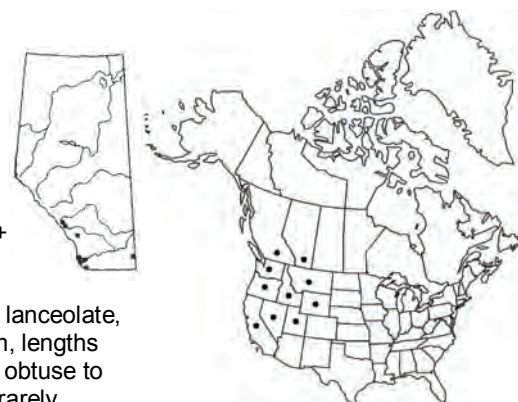 +
lanceolate,
n, lengths
obtuse to
rarely